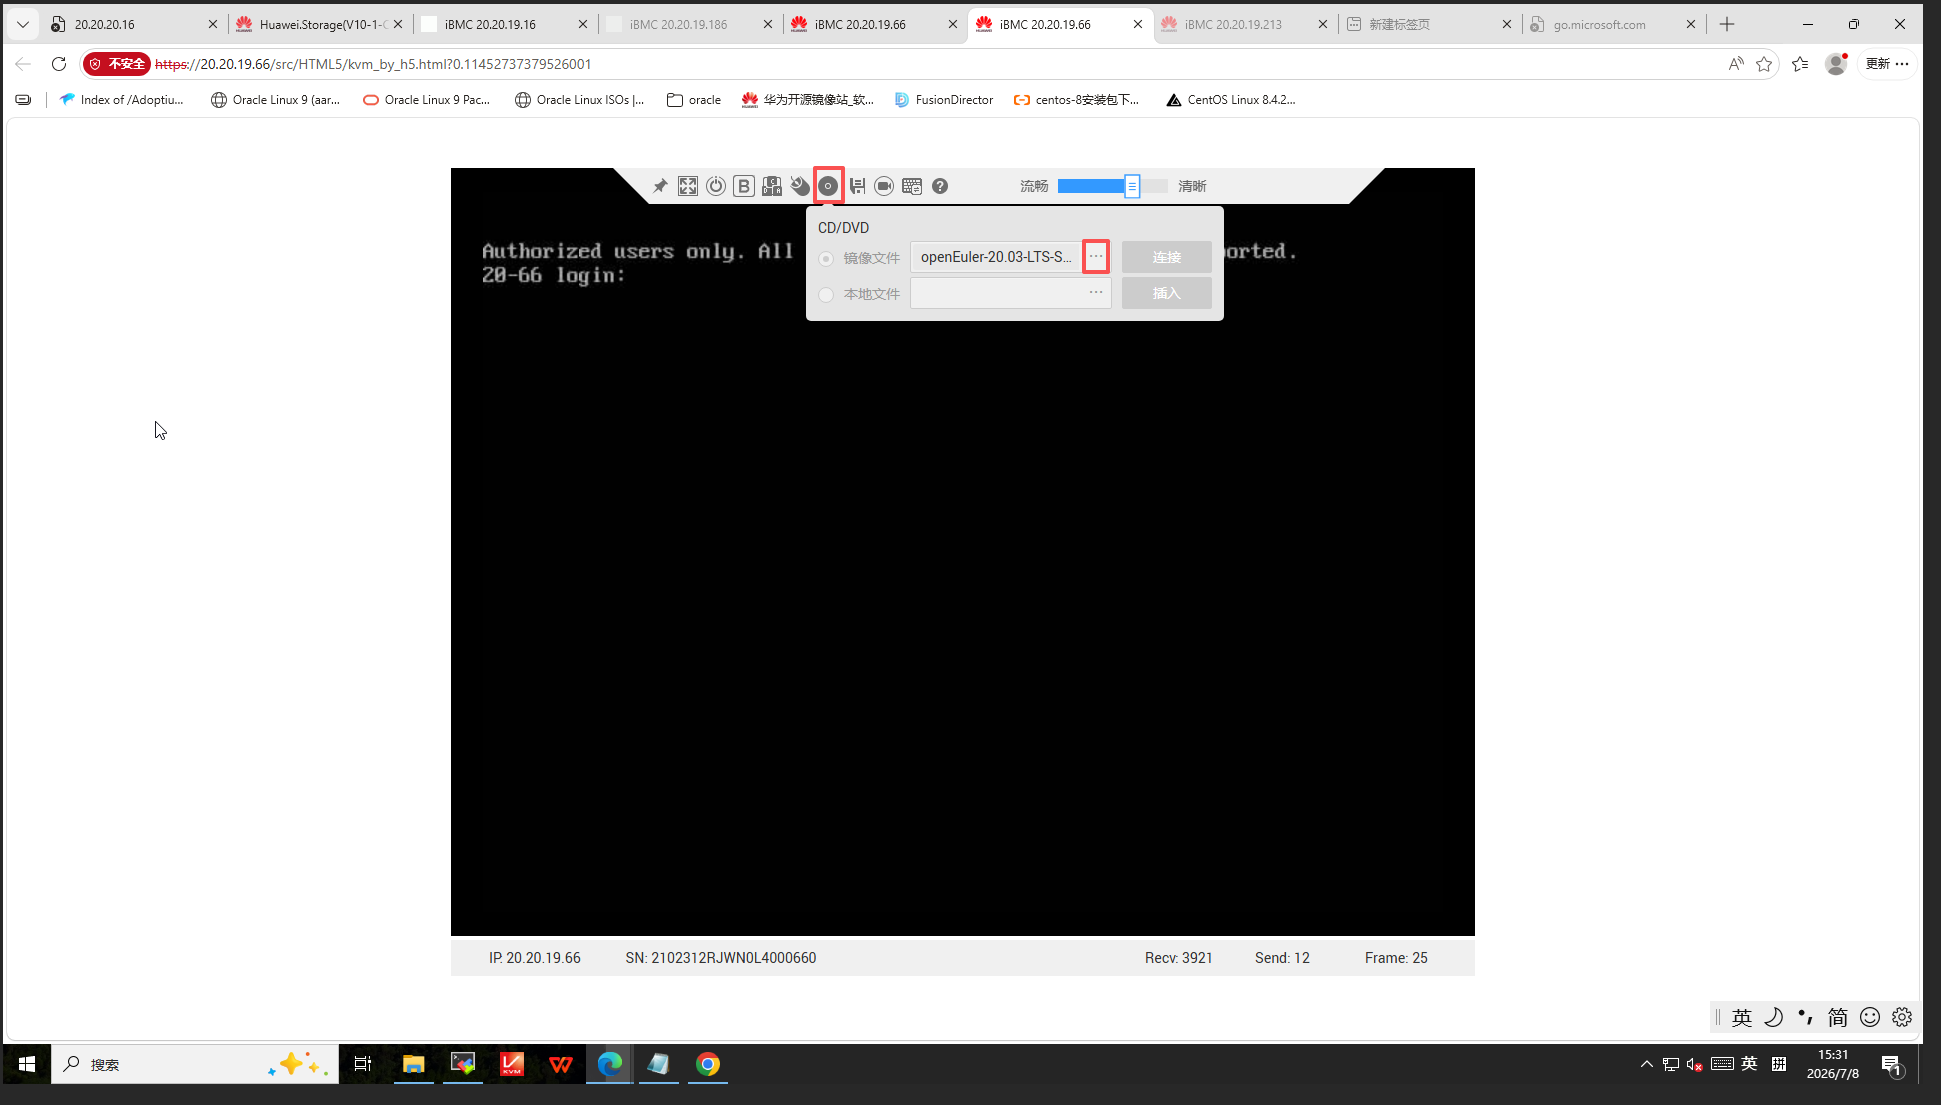 20.20.20.16
Huawei.Storage(V10-1-C
iBMC 20.20.19.16
iBMC 20.20.19.186
iBMC 20.20.19.66
iBMC 20.20.19.66
iBMC 20.20.19.213
新建标签页
go.microsoft.com
不安全
https://20.20.19.66/src/HTML5/kvm_by_h5.html?0.11452737379526001
更新
Index of /Adoptiu...
Oracle Linux 9 (aar...
Oracle Linux 9 Pac...
Oracle Linux ISOs |...
oracle
华为开源镜像站_软...
FusionDirector
centos-8安装包下...
CentOS Linux 8.4.2...
流畅
清晰
CD/DVD
镜像文件
openEuler-20.03-LTS-S...
...
连接
本地文件
...
插入
Authorized users only. All
orted.
20-66 login:
IP: 20.20.19.66
SN: 2102312RJWN0L4000660
Recv: 3921
Send: 12
Frame: 25
英
简
搜索
KVM
英
拼
15:31
2026/7/8
1